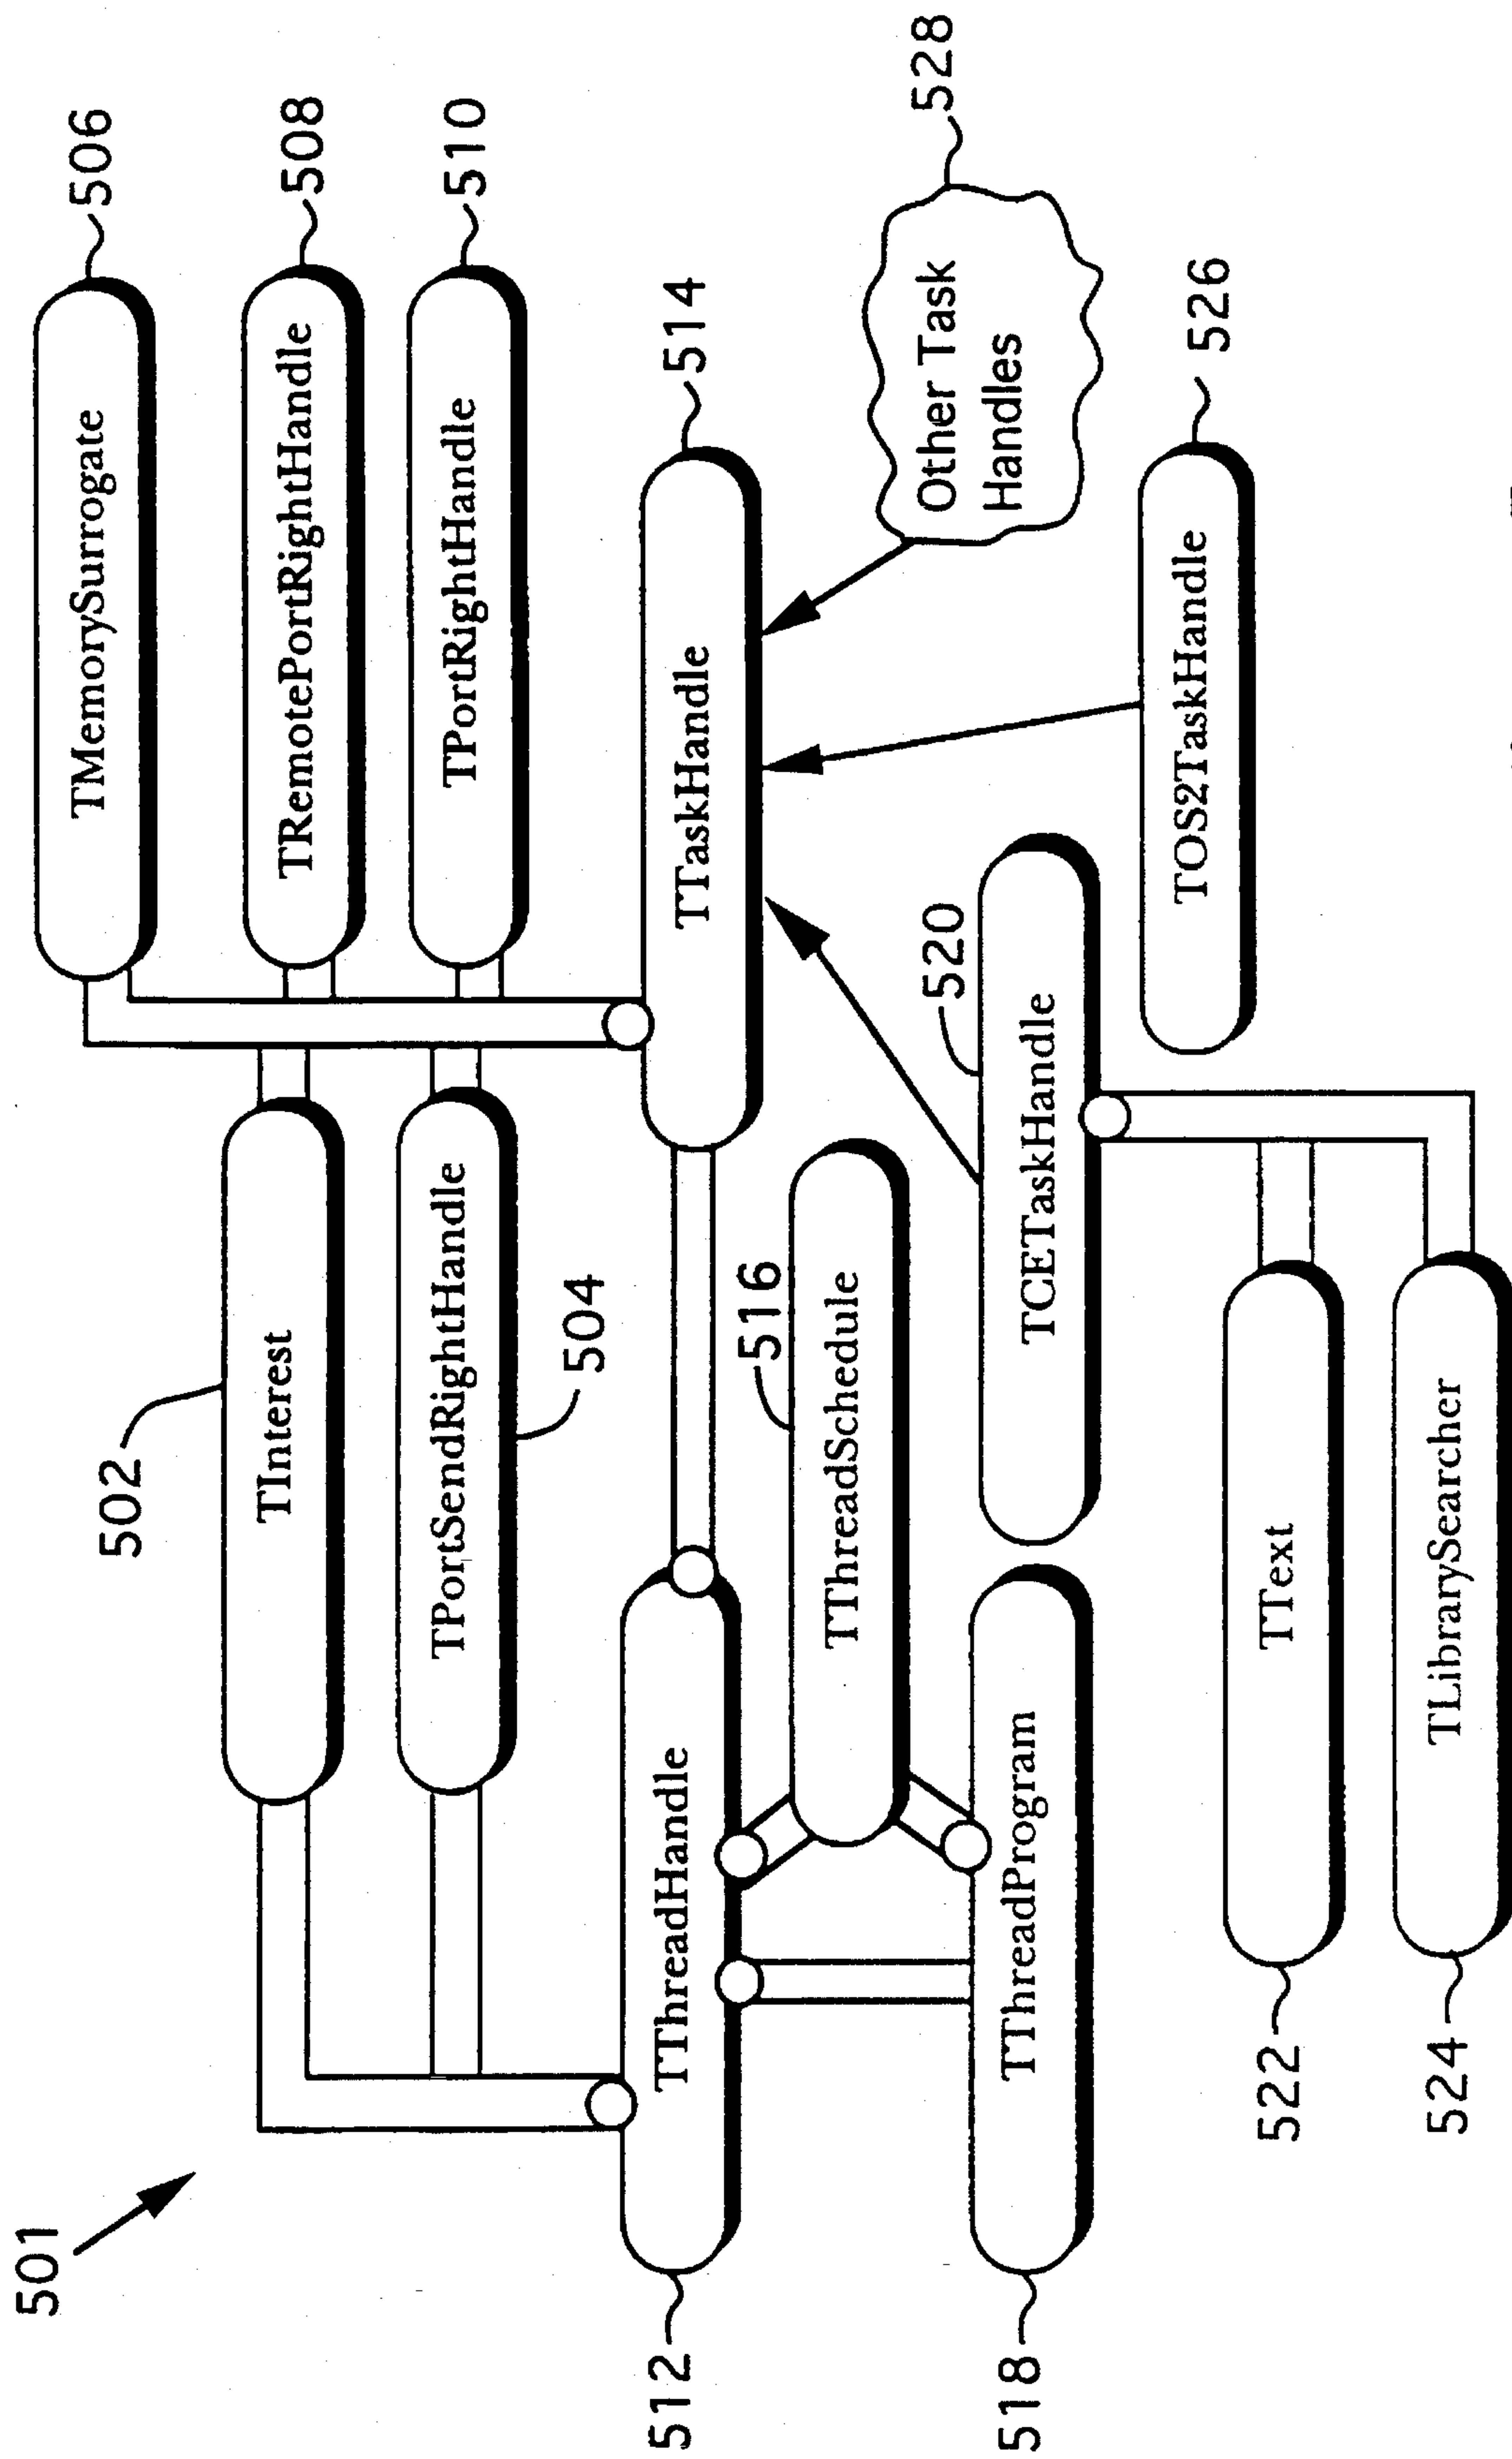 501
502
TInterest
TMemorySurrogate
506
TRemotePortRightHandle
508
TPortSendRightHandle
504
TPortRightHandle
510
512
TThreadHandle
TTaskHandle
514
516
TThreadSchedule
Other Task
Handles
528
518
TThreadProgram
520
TCETaskHandle
TOS2TaskHandle
526
522
TText
524
TLibrarySearcher